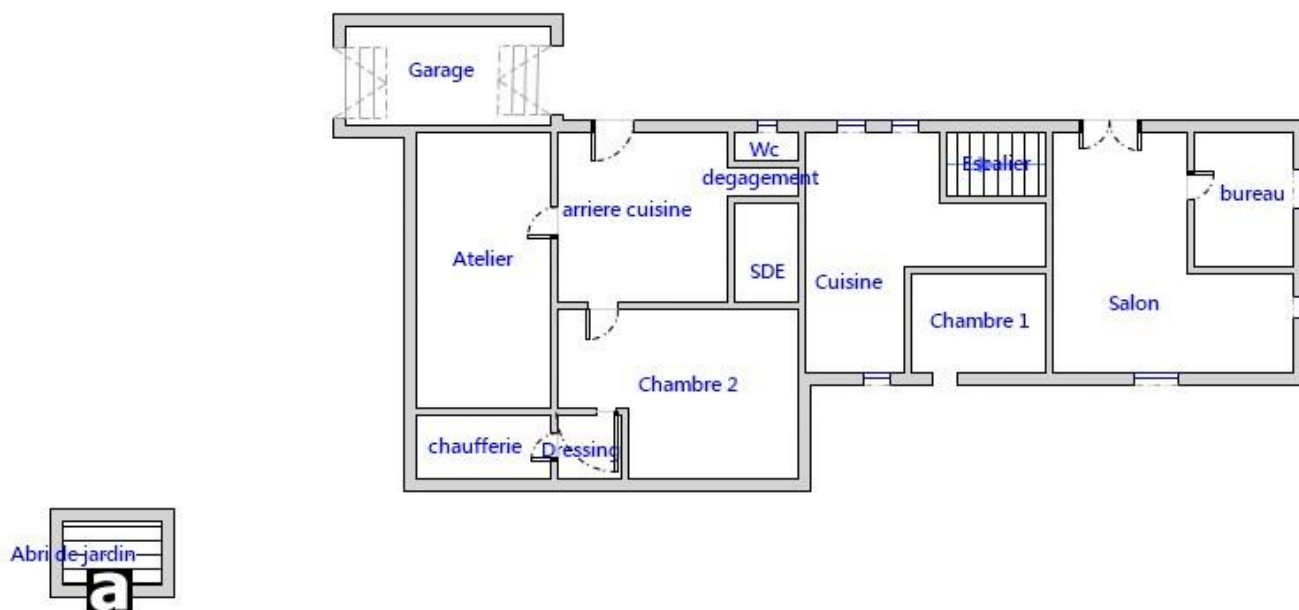 Garage
Wc
Escalier
degagement
bureau
arriere cuisine
Atelier
SDE
Cuisine
Salon
Chambre 1
Chambre 2
chaufferie
Dressing
Abri de jardin
a